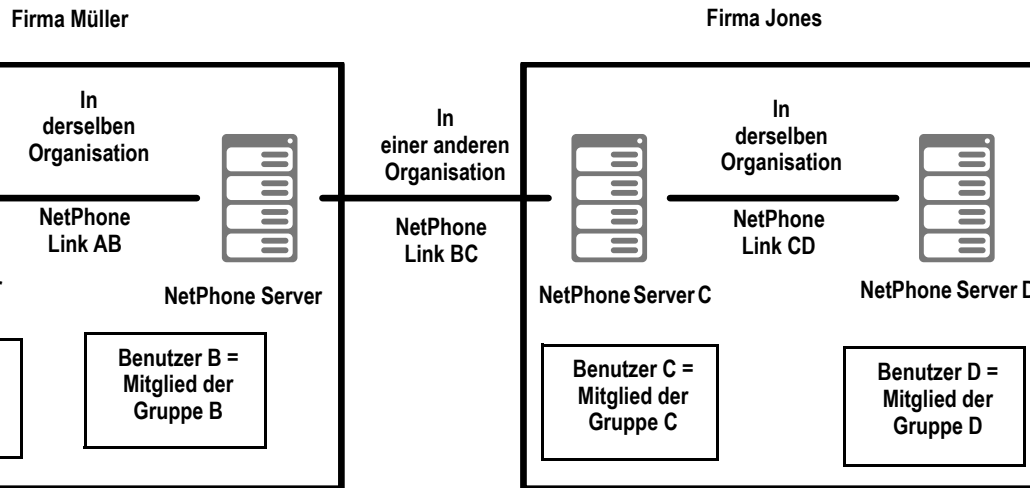 Firma Müller
Firma Jones
In
derselben
Organisation
NetPhone
Link AB
In
einer anderen
Organisation
NetPhone
Link BC
In
derselben
Organisation
NetPhone
Link CD
NetPhone Server
NetPhone Server C
NetPhone Server D
Benutzer B =
Mitglied der
Gruppe B
Benutzer C =
Mitglied der
Gruppe C
Benutzer D =
Mitglied der
Gruppe D